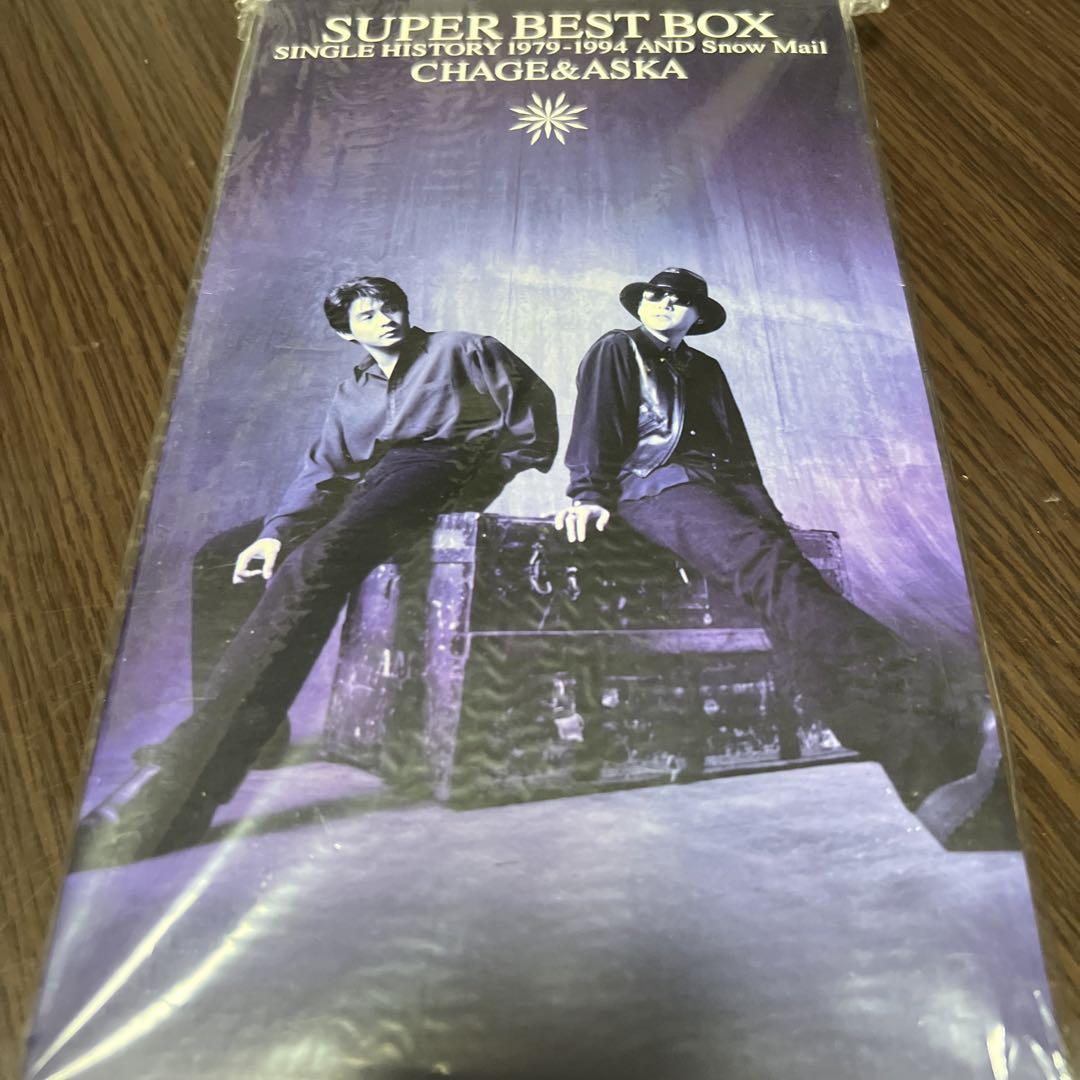 SUPER BEST BOX
SINGLE HISTORY 1979-1994 AND Snow Mail
CHAGE&ASKA